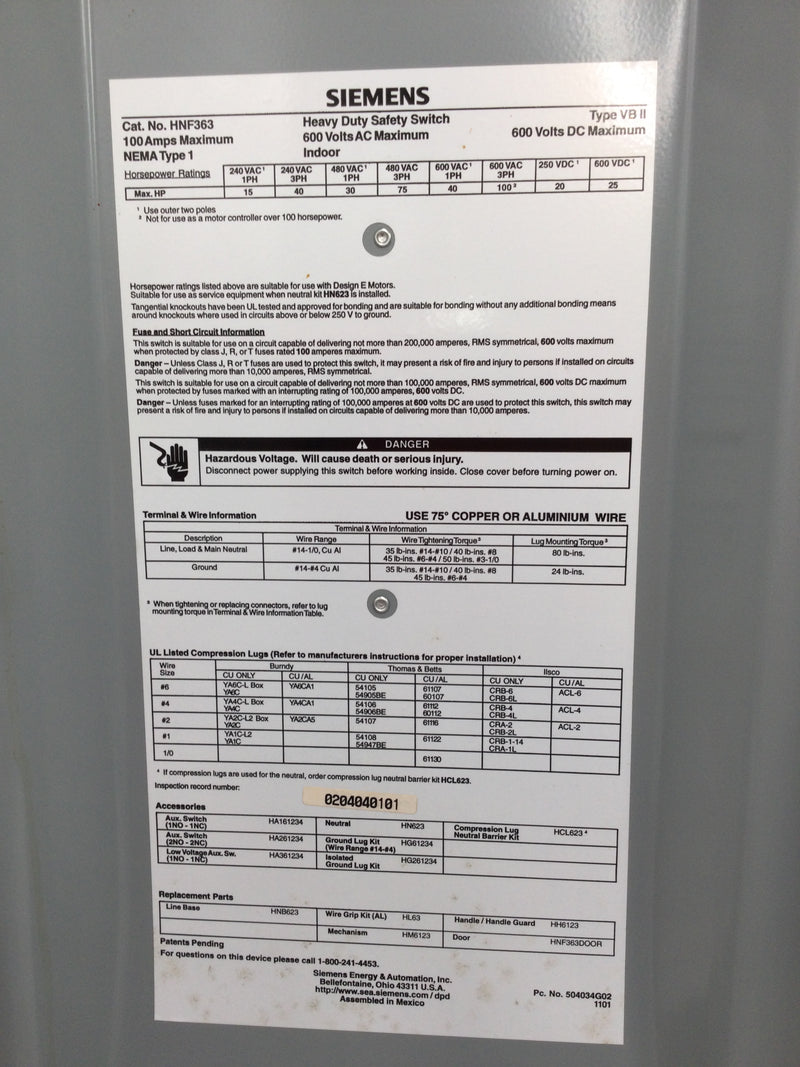 SIEMENS
Cat. No. HNF363 Heavy Duty Safety Switch Type VB II
100 Amps Maximum 600 Volts AC Maximum 600 Volts DC Maximum
NEMA Type 1 Indoor
Horsepower Ratings 240 VAC¹ 1PH 240 VAC 3PH 480 VAC¹ 1PH 480 VAC 3PH 600 VAC¹ 1PH 600 VAC 3PH 250 VDC ¹ 600 VDC ¹
Max. HP 15 40 30 75 40 100³ 20 25
¹ Use outer two poles
² Not for use as a motor controller over 100 horsepower.
Horsepower ratings listed above are suitable for use with Design E Motors.
Suitable for use as service equipment when neutral kit HN623 is installed.
Tangential knockouts have been UL tested and approved for bonding and are suitable for bonding without any additional bonding means
around knockouts where used in circuits above or below 250 V to ground.
Fuse and Short Circuit Information
This switch is suitable for use on a circuit capable of delivering not more than 200,000 amperes, RMS symmetrical, 600 volts maximum
when protected by class J, R, or T fuses rated 100 amperes maximum.
Danger – Unless Class J, R or T fuses are used to protect this switch, it may present a risk of fire and injury to persons if installed on circuits
capable of delivering more than 10,000 amperes, RMS symmetrical.
This switch is suitable for use on a circuit capable of delivering not more than 100,000 amperes, RMS symmetrical, 600 volts DC maximum
when protected by fuses marked with an interrupting rating of 100,000 amperes, 600 volts DC.
Danger – Unless fuses marked for an interrupting rating of 100,000 amperes at 600 volts DC are used to protect this switch, this switch may
present a risk of fire and injury to persons if installed on circuits capable of delivering more than 10,000 amperes.
DANGER
Hazardous Voltage. Will cause death or serious injury.
Disconnect power supplying this switch before working inside. Close cover before turning power on.
Terminal & Wire Information USE 75° COPPER OR ALUMINIUM WIRE
Terminal & Wire Information
Description Wire Range Wire Tightening Torque³ Lug Mounting Torque³
Line, Load & Main Neutral #14-1/0, Cu Al 35 lb-ins. #14-#10 / 40 lb-ins. #8 80 lb-ins.
45 lb-ins. #6-#4 / 50 lb-ins. #3-1/0
Ground #14-#4 Cu Al 35 lb-ins. #14-#10 / 40 lb-ins. #8 24 lb-ins.
45 lb-ins. #6-#4
³ When tightening or replacing connectors, refer to lug
mounting torque in Terminal & Wire Information Table.
UL Listed Compression Lugs (Refer to manufacturers instructions for proper installation) ⁴
Wire Size Burndy Thomas & Betts Ilsco
CU ONLY CU/AL CU ONLY CU/AL CU ONLY CU/AL
#6 YA6C-L Box YA6CA1 54105 61107 CRB-6 ACL-6
YA6C 54905BE 60107 CRB-6L
#4 YA4C-L Box YA4CA1 54106 61112 CRB-4 ACL-4
YA4C 54906BE 60112 CRB-4L
#2 YA2C-L2 Box YA2CA5 54107 61116 CRA-2 ACL-2
YA2C CRB-2L
#1 YA1C-L2 54108 61122 CRB-1-14
YA1C 54947BE CRA-1L
1/0 61130
⁴ If compression lugs are used for the neutral, order compression lug neutral barrier kit HCL623.
Inspection record number:
0204040101
Accessories
Aux. Switch (1NO - 1NC) HA161234 Neutral HN623 Compression Lug Neutral Barrier Kit HCL623 ⁴
Aux. Switch (2NO - 2NC) HA261234 Ground Lug Kit (Wire Range #14-#4) HG61234
Low Voltage Aux. Sw. (1NO - 1NC) HA361234 Isolated Ground Lug Kit HG261234
Replacement Parts
Line Base HNB623 Wire Grip Kit (AL) HL63 Handle / Handle Guard HH6123
Mechanism HM6123 Door HNF363DOOR
Patents Pending
For questions on this device please call 1-800-241-4453.
Siemens Energy & Automation, Inc.
Bellefontaine, Ohio 43311 U.S.A.
http://www.sea.siemens.com/dpd
Assembled in Mexico
Pc. No. 504034G02
1101